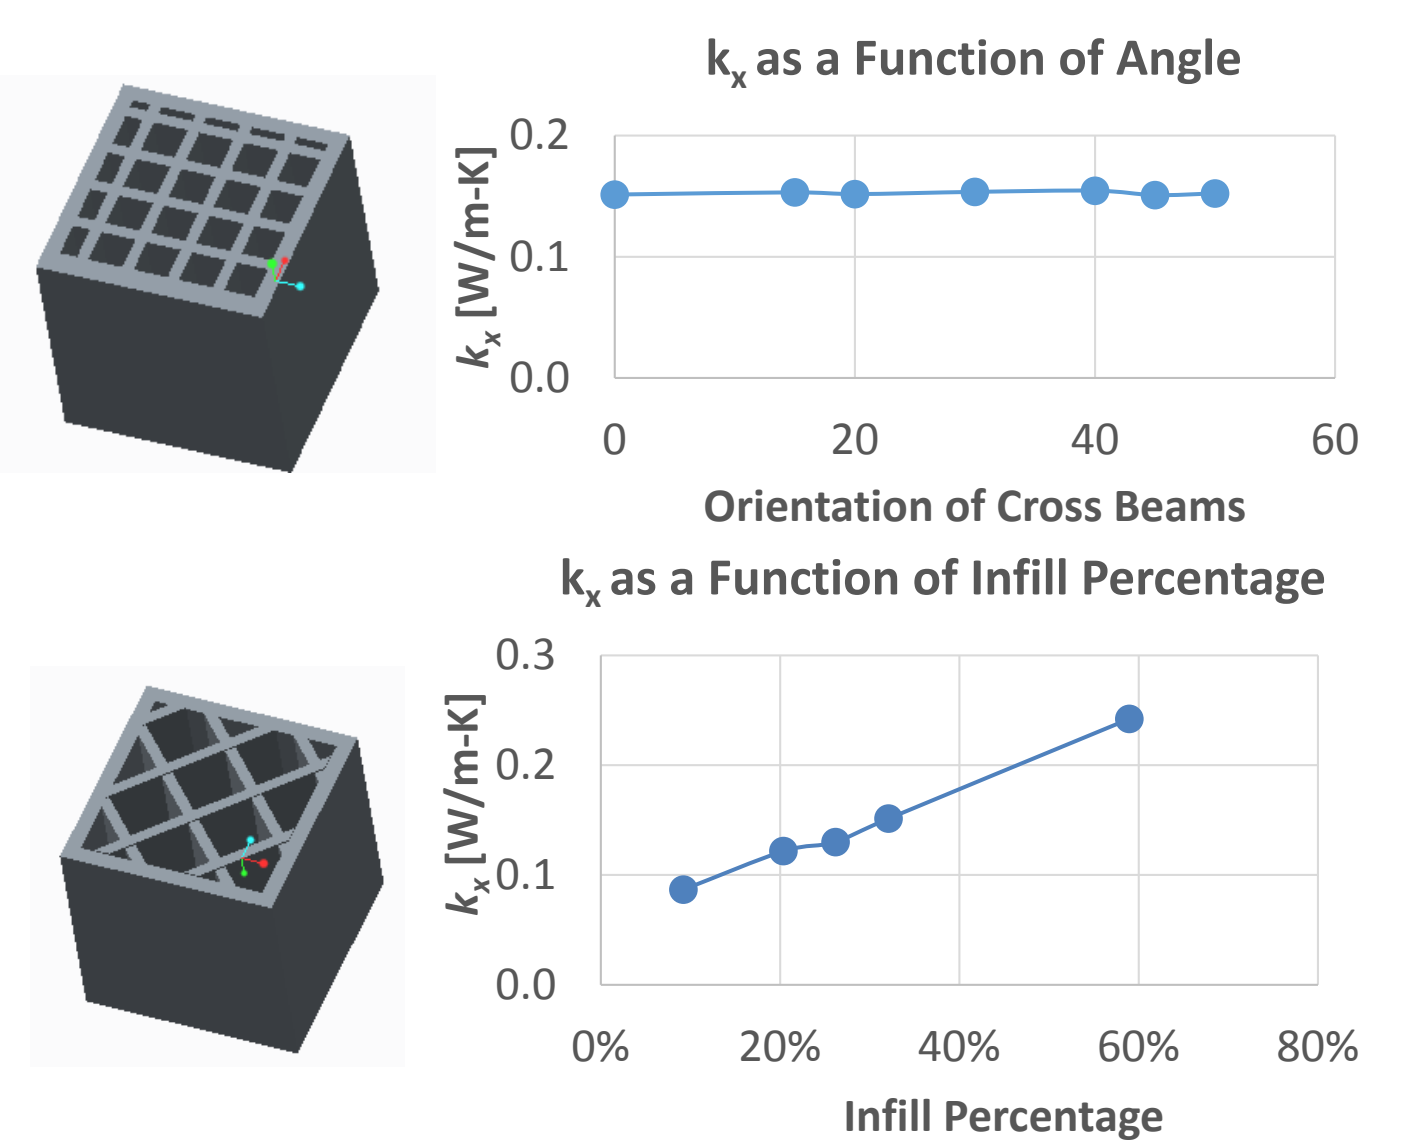 kx as a Function of Angle
kx [W/m-K]
0.2
0.1
0.0
0 20 40 60
Orientation of Cross Beams
kx as a Function of Infill Percentage
kx [W/m-K]
0.3
0.2
0.1
0.0
0% 20% 40% 60% 80%
Infill Percentage